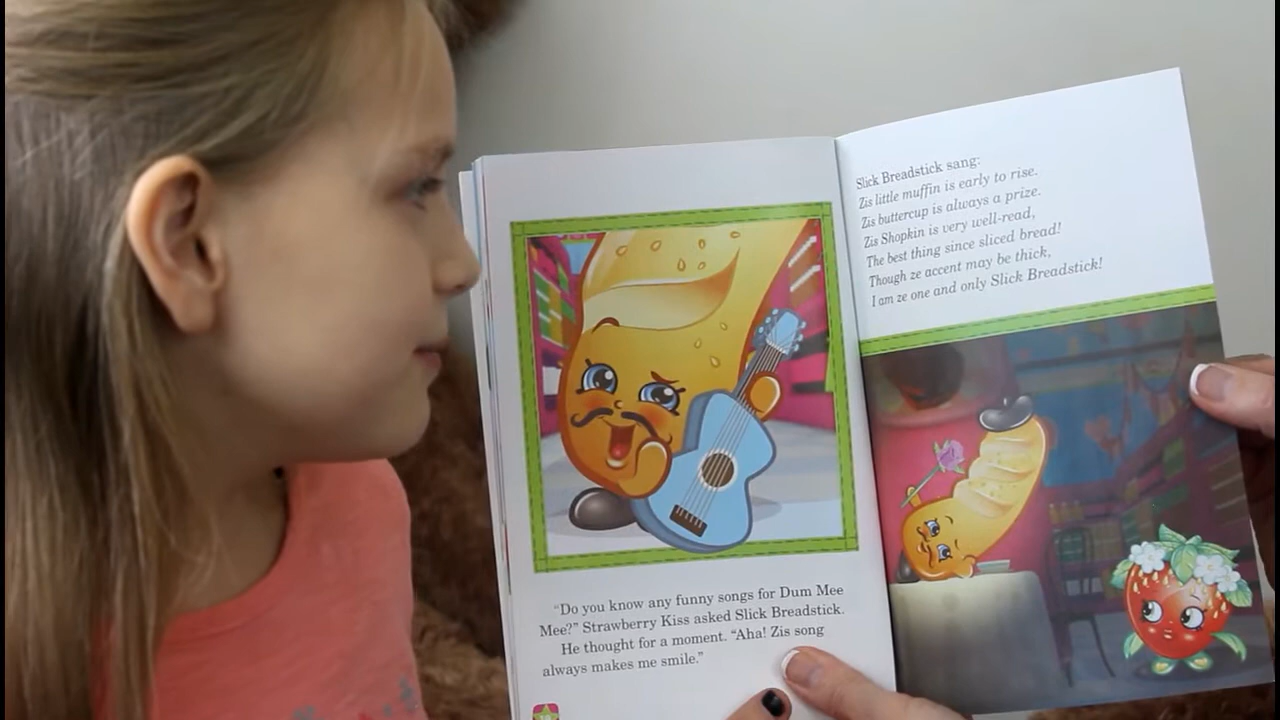 "Do you know any funny songs for Dum Mee
Mee?" Strawberry Kiss asked Slick Breadstick.
He thought for a moment. "Aha! Zis song
always makes me smile."
Slick Breadstick sang:
Zis little muffin is early to rise.
Zis buttercup is always a prize.
Zis Shopkin is very well-read,
The best thing since sliced bread!
Though ze accent may be thick,
I am ze one and only Slick Breadstick!